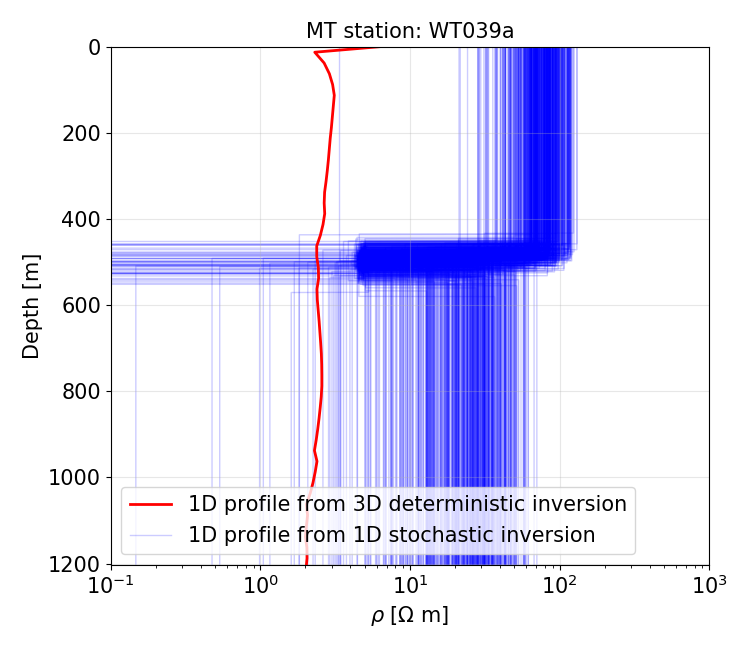 MT station: WT039a
0
200
400
600
800
1000
1200
Depth [m]
1D profile from 3D deterministic inversion
1D profile from 1D stochastic inversion
10⁻¹ 10⁰ 10¹ 10² 10³
ρ [Ω m]